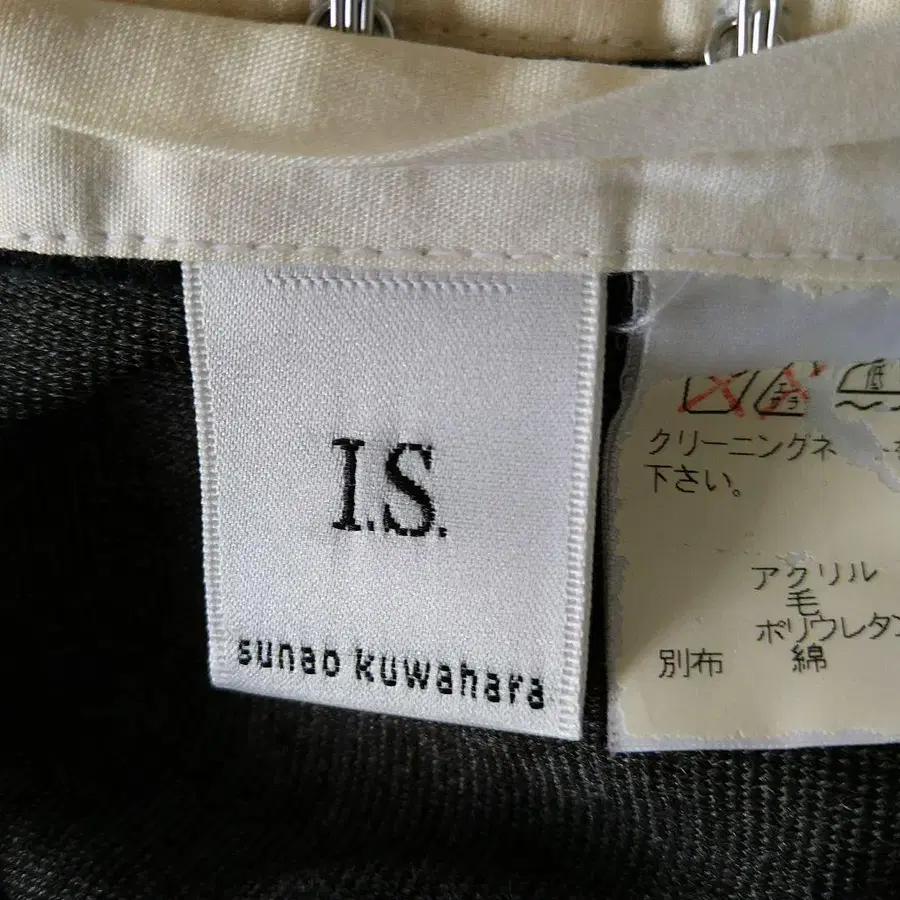 I.S.
sunao kuwahara
低
クリーニングネ
下さい。
アクリル
毛
ポリウレタン
別布 綿